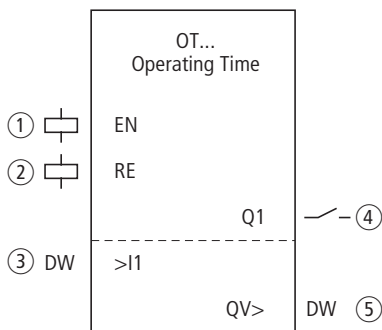 OT...
Operating Time
① EN
② RE
Q1 ④
③ DW >I1
QV> DW ⑤